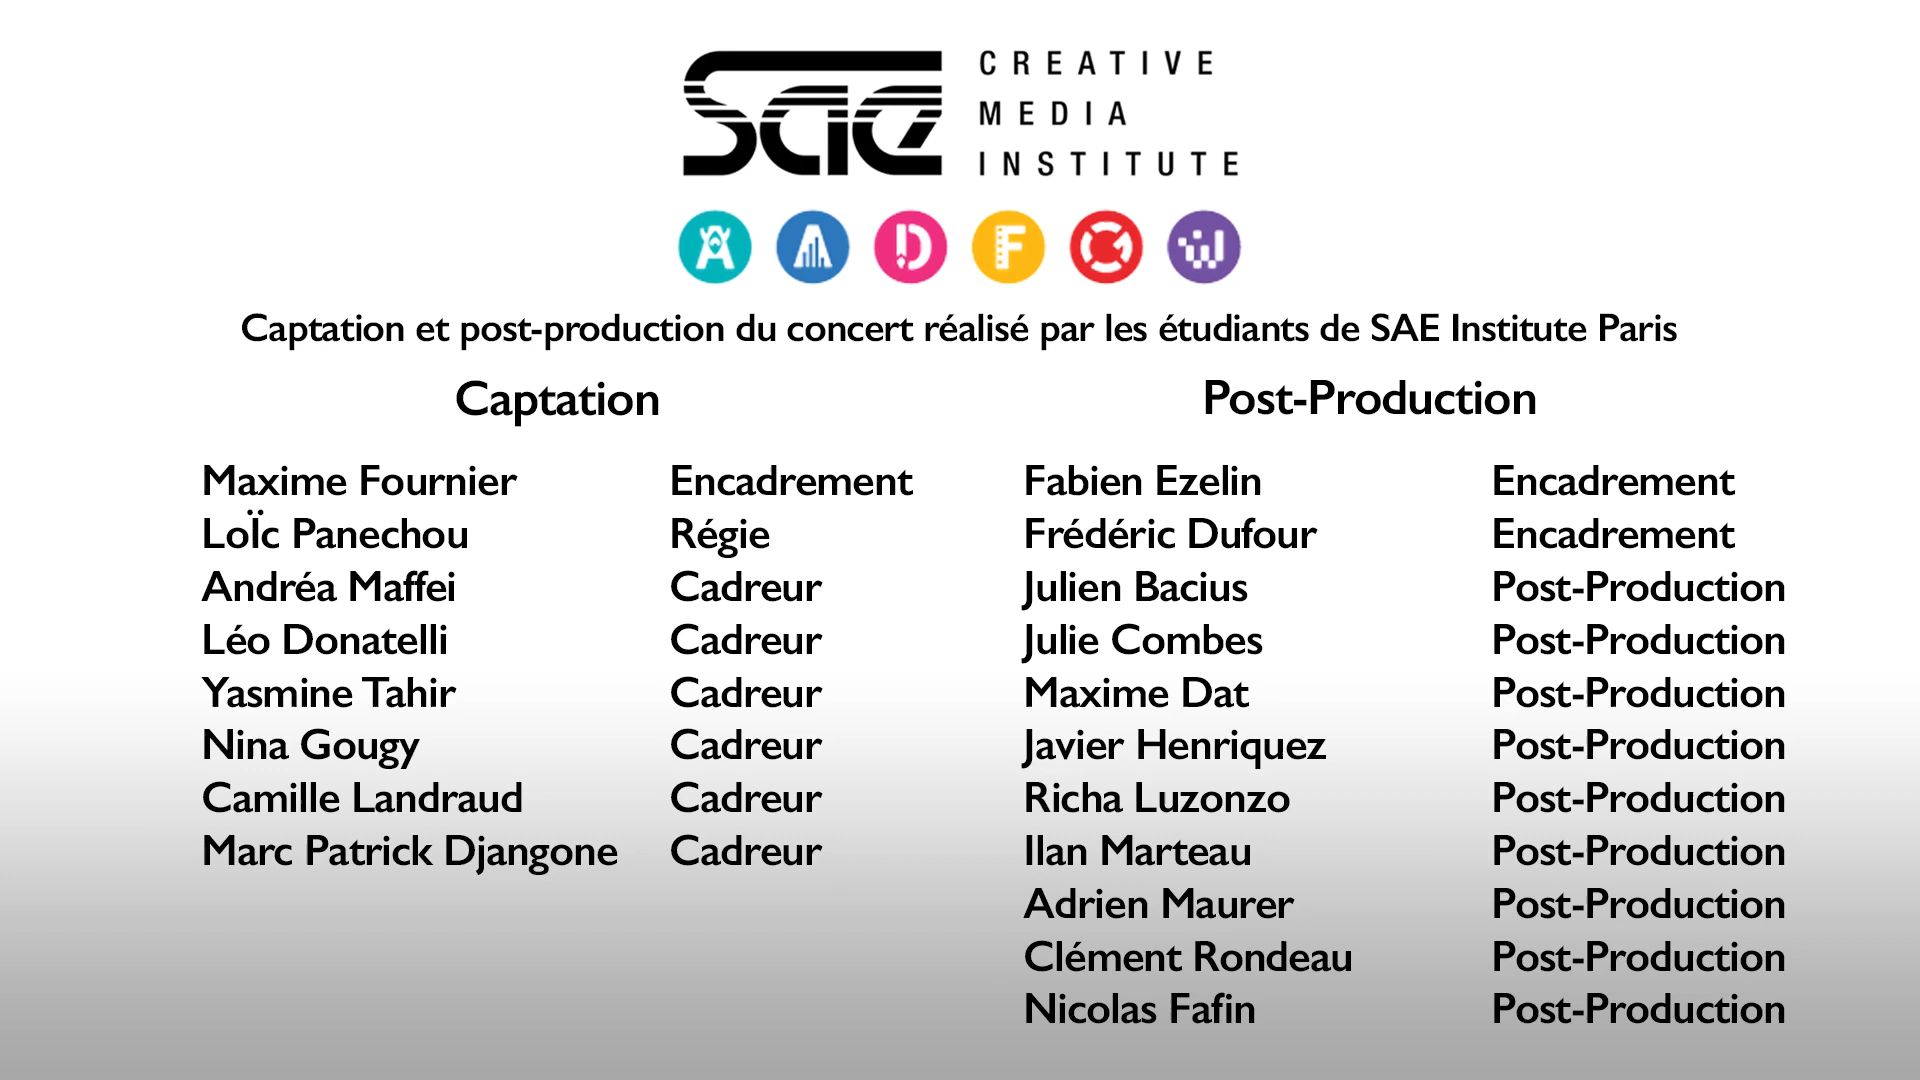 sae
CREATIVE
MEDIA
INSTITUTE
Captation et post-production du concert réalisé par les étudiants de SAE Institute Paris
Captation
Maxime Fournier Encadrement
LoÏc Panechou Régie
Andréa Maffei Cadreur
Léo Donatelli Cadreur
Yasmine Tahir Cadreur
Nina Gougy Cadreur
Camille Landraud Cadreur
Marc Patrick Djangone Cadreur
Post-Production
Fabien Ezelin Encadrement
Frédéric Dufour Encadrement
Julien Bacius Post-Production
Julie Combes Post-Production
Maxime Dat Post-Production
Javier Henriquez Post-Production
Richa Luzonzo Post-Production
Ilan Marteau Post-Production
Adrien Maurer Post-Production
Clément Rondeau Post-Production
Nicolas Fafin Post-Production